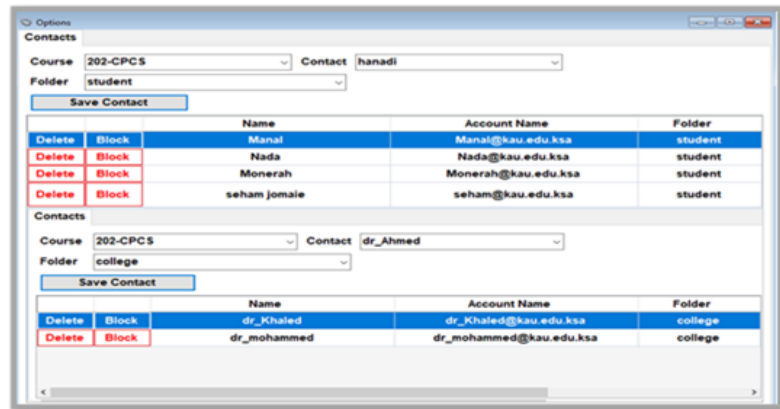 Options
Contacts
Course 202-CPCS Contact hanadi
Folder student
Save Contact
Name Account Name Folder
Delete Block Manal Manal@kau.edu.ksa student
Delete Block Nada Nada@kau.edu.ksa student
Delete Block Monerah Monerah@kau.edu.ksa student
Delete Block seham jomaie seham@kau.edu.ksa student
Contacts
Course 202-CPCS Contact dr_Ahmed
Folder college
Save Contact
Name Account Name Folder
Delete Block dr_Khaled dr_Khaled@kau.edu.ksa college
Delete Block dr_mohammed dr_mohammed@kau.edu.ksa college